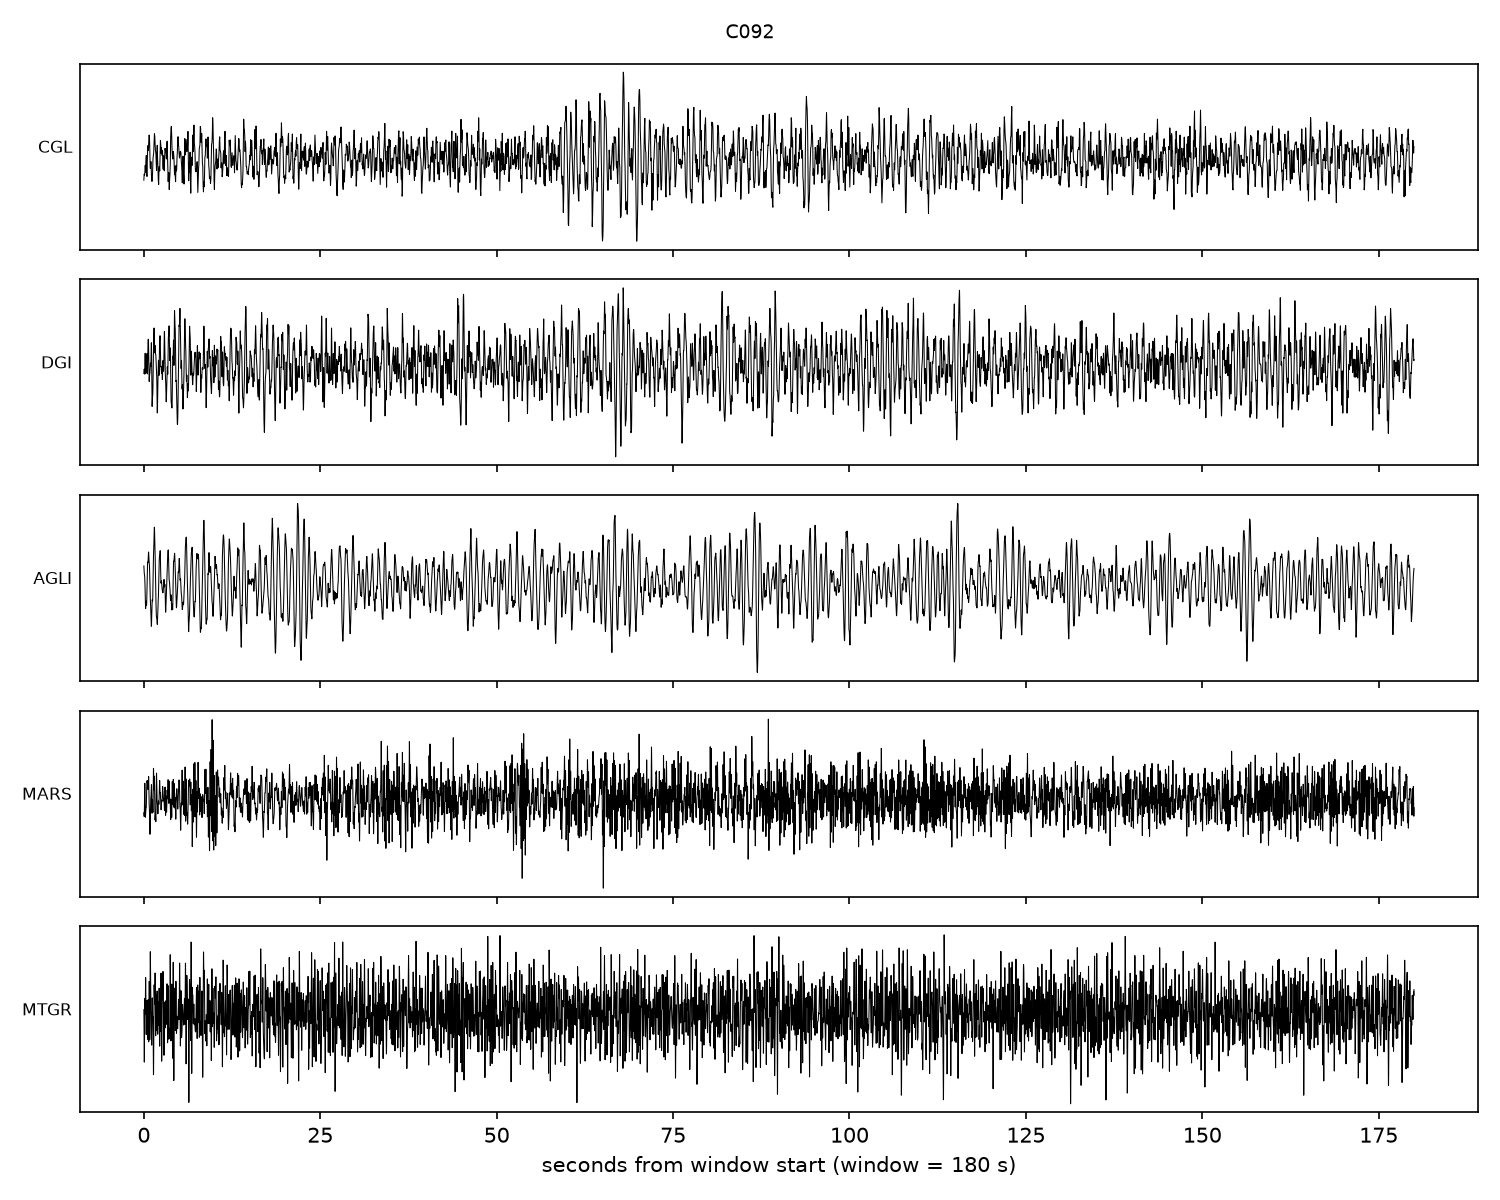 C092
CGL
DGI
AGLI
MARS
MTGR
0 25 50 75 100 125 150 175
seconds from window start (window = 180 s)